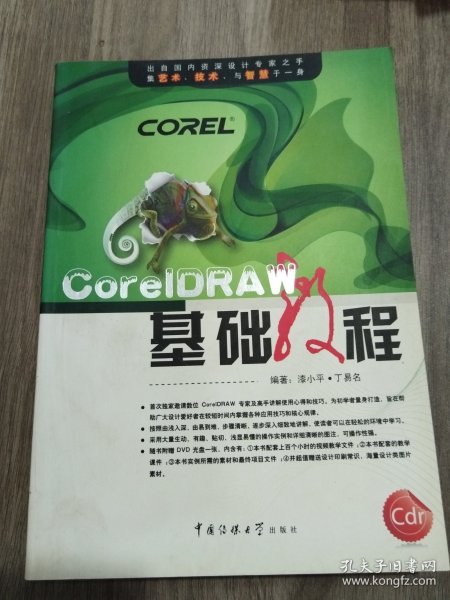 出自国内资深设计专家之手
集艺术、技术、与智慧于一身
COREL®
CorelDRAW
基础教程
编著：漆小平·丁易名
● 首次独家邀请数位 CorelDRAW 专家及高手讲解使用心得和技巧，为初学者量身打造，旨在帮
助广大设计爱好者在较短时间内掌握各种应用技巧和核心规律。
● 按照由浅入深、由易到难，步骤清晰、逐步深入细致地讲解，使读者可以在轻松的环境中学习。
● 采用大量生动、有趣、贴切、浅显易懂的操作实例和详细清晰的图注，可操作性强。
● 随书附赠 DVD 光盘一张，内含有：①本书配套上百个小时的视频教学文件；②本书配套的教学
课件；③本书实例所需的素材和最终项目文件；④并超值赠送设计印刷常识、海量设计类图片
素材。
Cdr
中国传媒大学出版社
孔夫子旧书网
www.kongfz.com